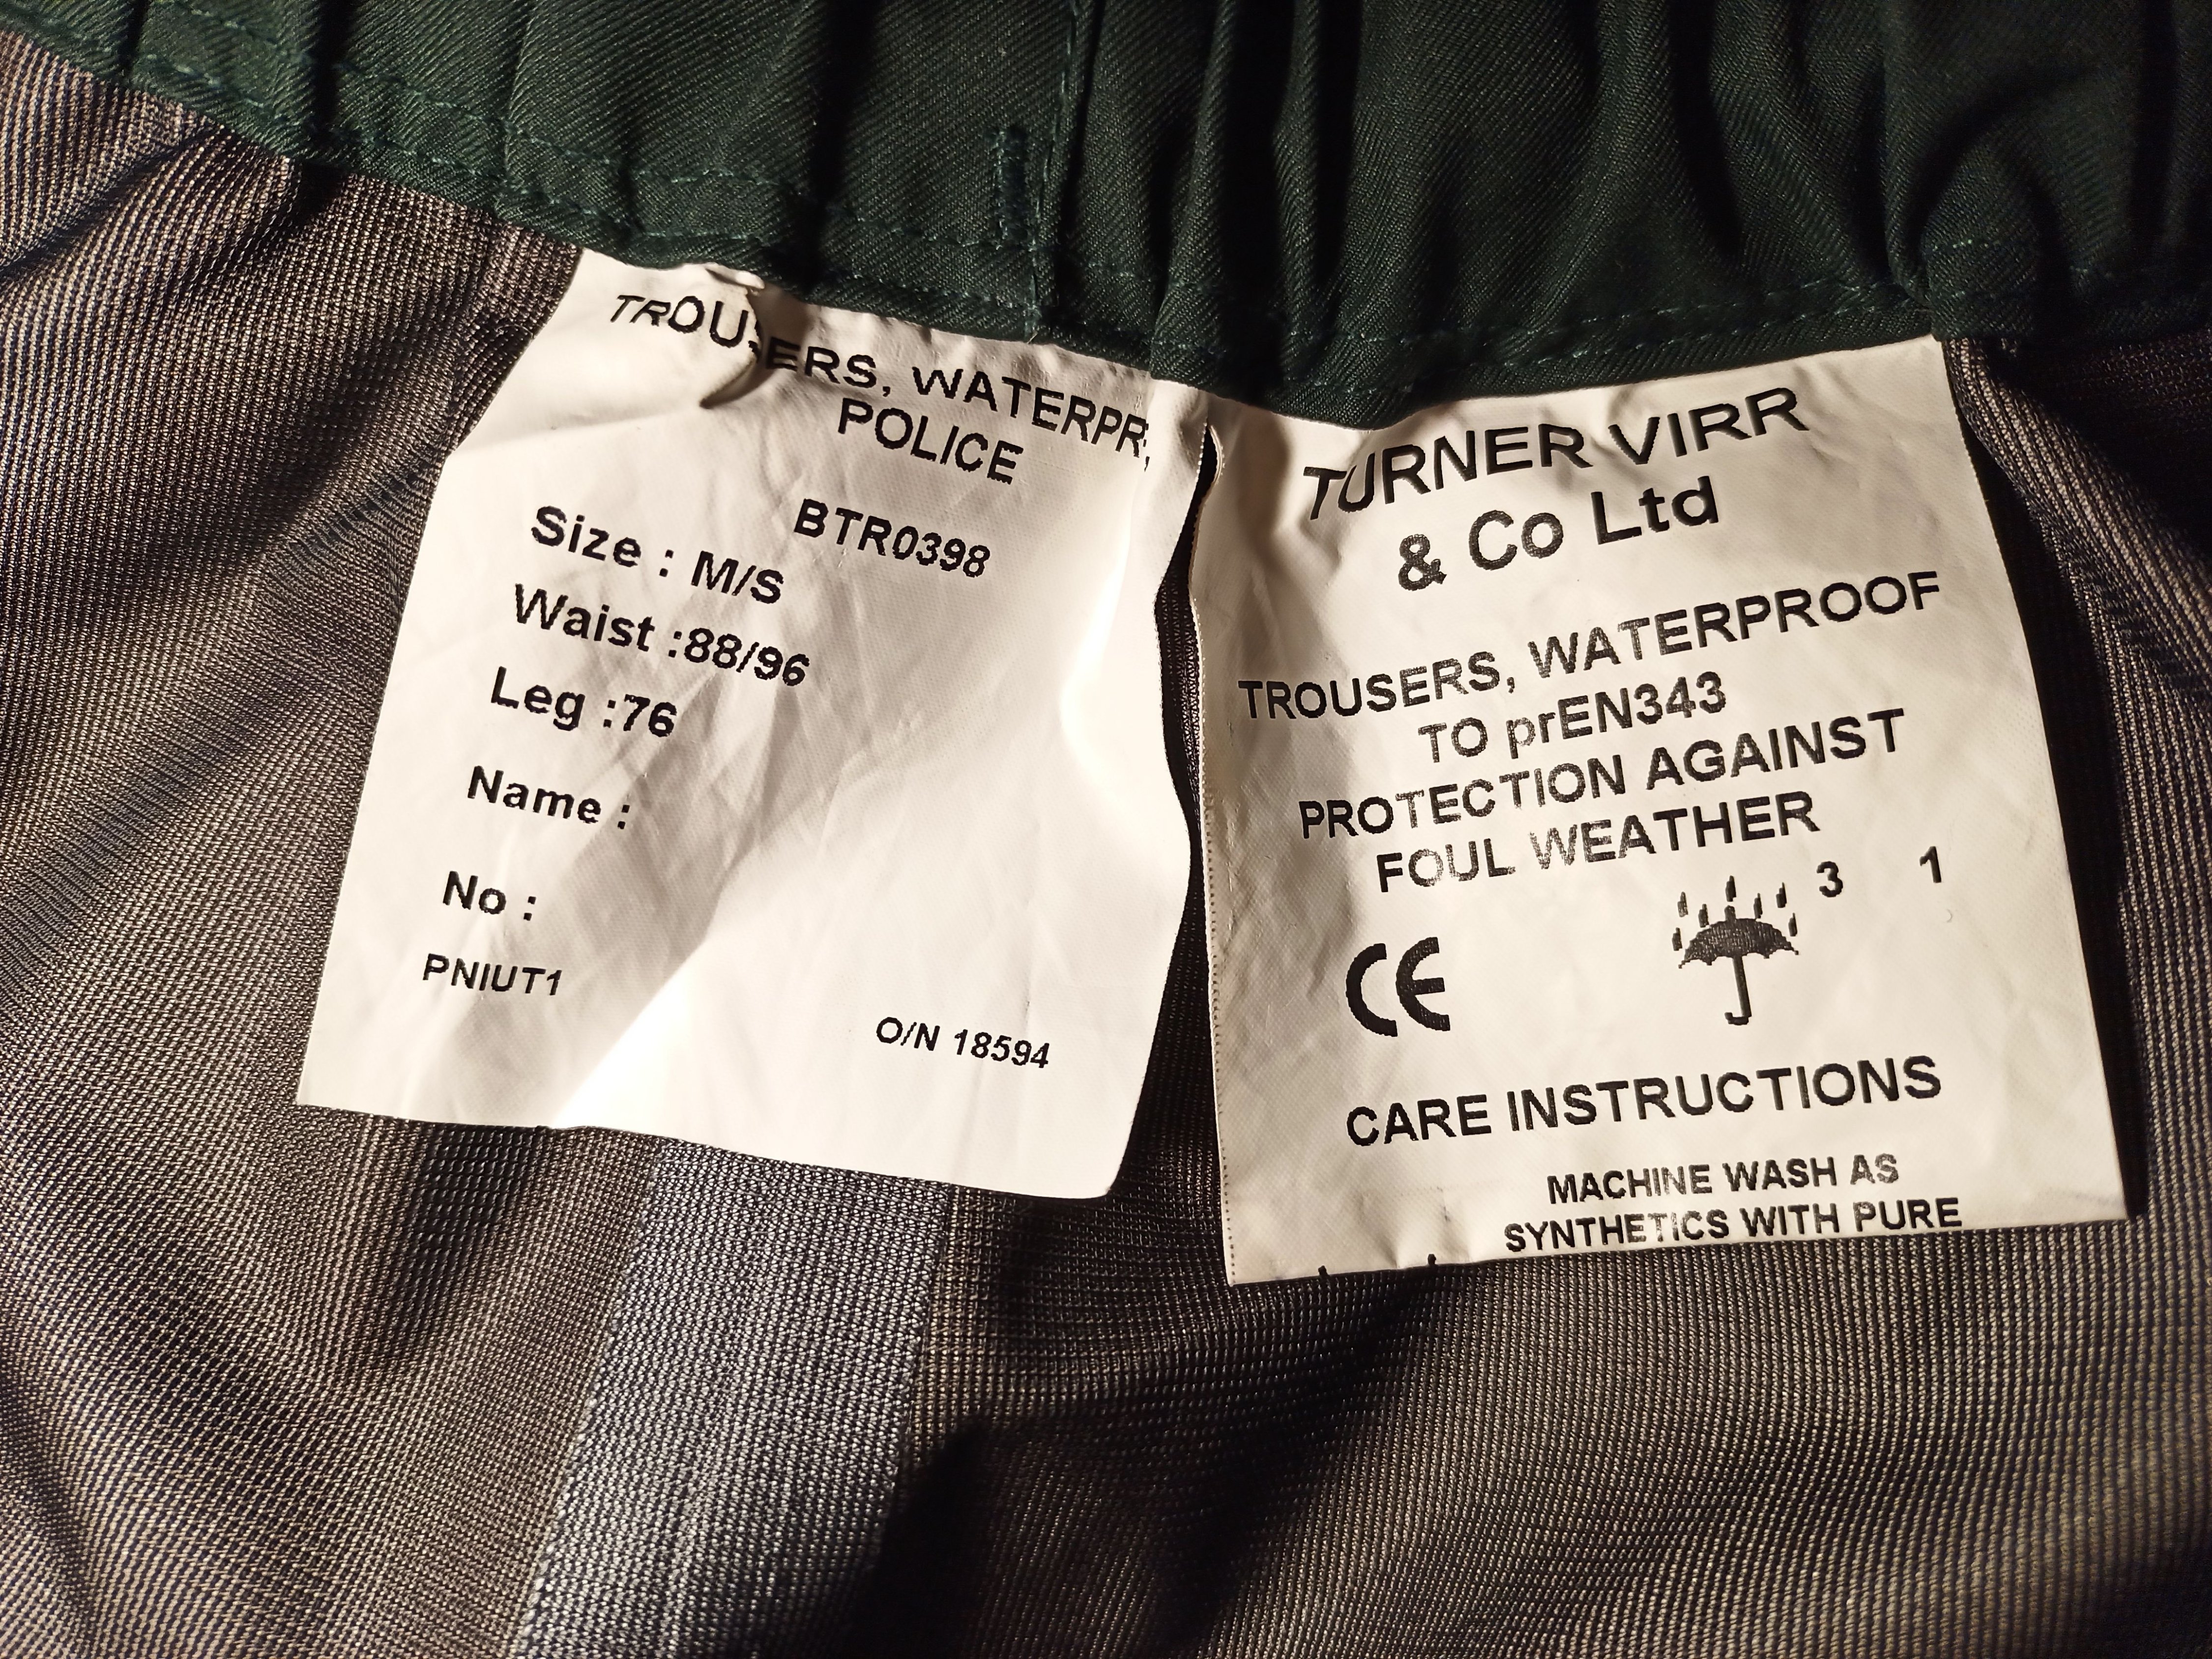 TROUSERS, WATERPR,
POLICE
BTR0398
Size : M/S
Waist :88/96
Leg :76
Name :
No :
PNIUT1
O/N 18594
TURNER VIRR
& Co Ltd
TROUSERS, WATERPROOF
TO prEN343
PROTECTION AGAINST
FOUL WEATHER
3 1
CE
CARE INSTRUCTIONS
MACHINE WASH AS
SYNTHETICS WITH PURE